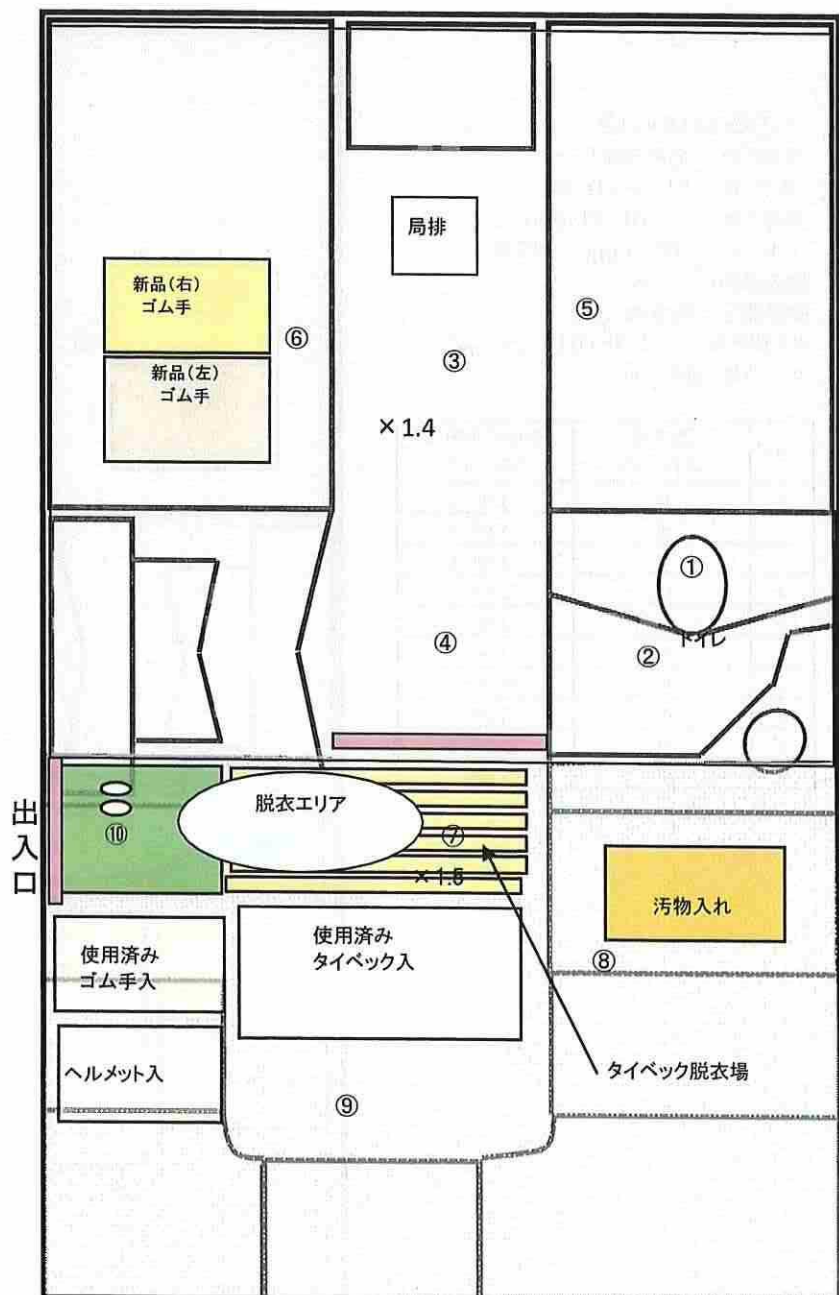 局排
新品(右)
ゴム手
新品(左)
ゴム手
⑥
⑤
③
×1.4
①
④
②
トイレ
出入口
脱衣エリア
⑩
⑦
×1.5
使用済み
ゴム手入
使用済み
タイベック入
汚物入れ
⑧
ヘルメット入
タイベック脱衣場
⑨